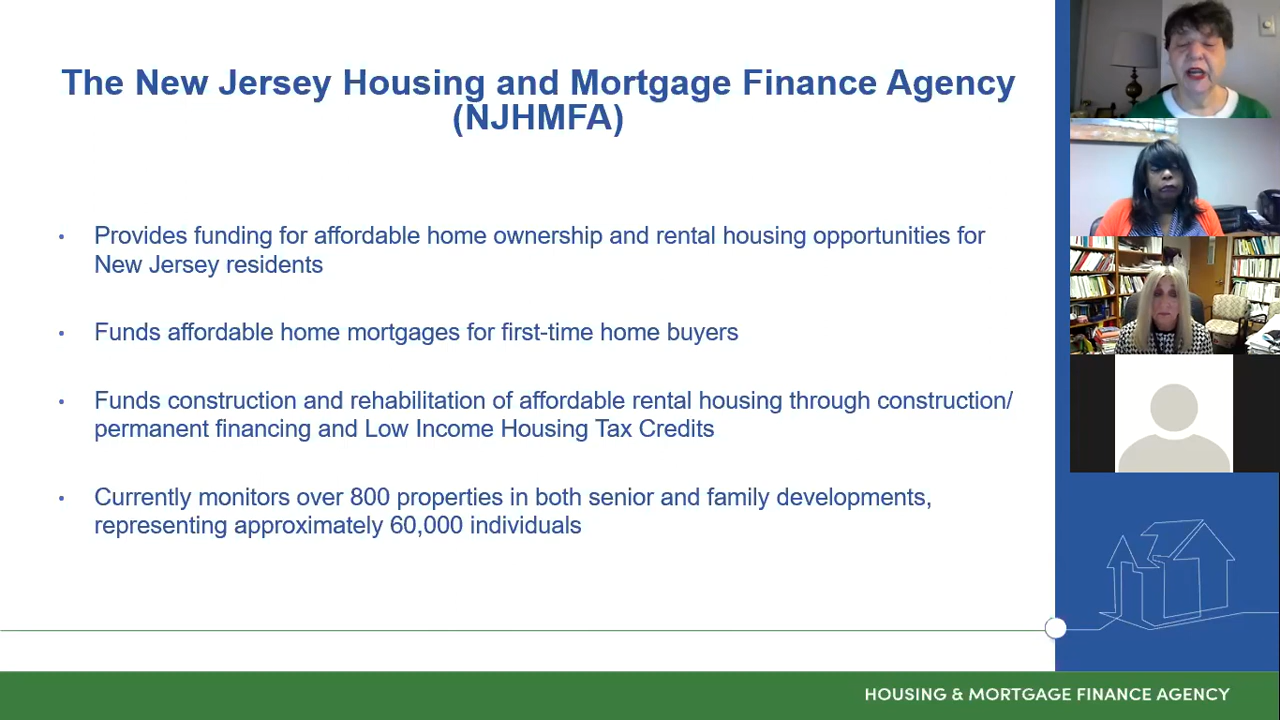 The New Jersey Housing and Mortgage Finance Agency
(NJHMFA)
• Provides funding for affordable home ownership and rental housing opportunities for
New Jersey residents
• Funds affordable home mortgages for first-time home buyers
• Funds construction and rehabilitation of affordable rental housing through construction/
permanent financing and Low Income Housing Tax Credits
• Currently monitors over 800 properties in both senior and family developments,
representing approximately 60,000 individuals
HOUSING & MORTGAGE FINANCE AGENCY